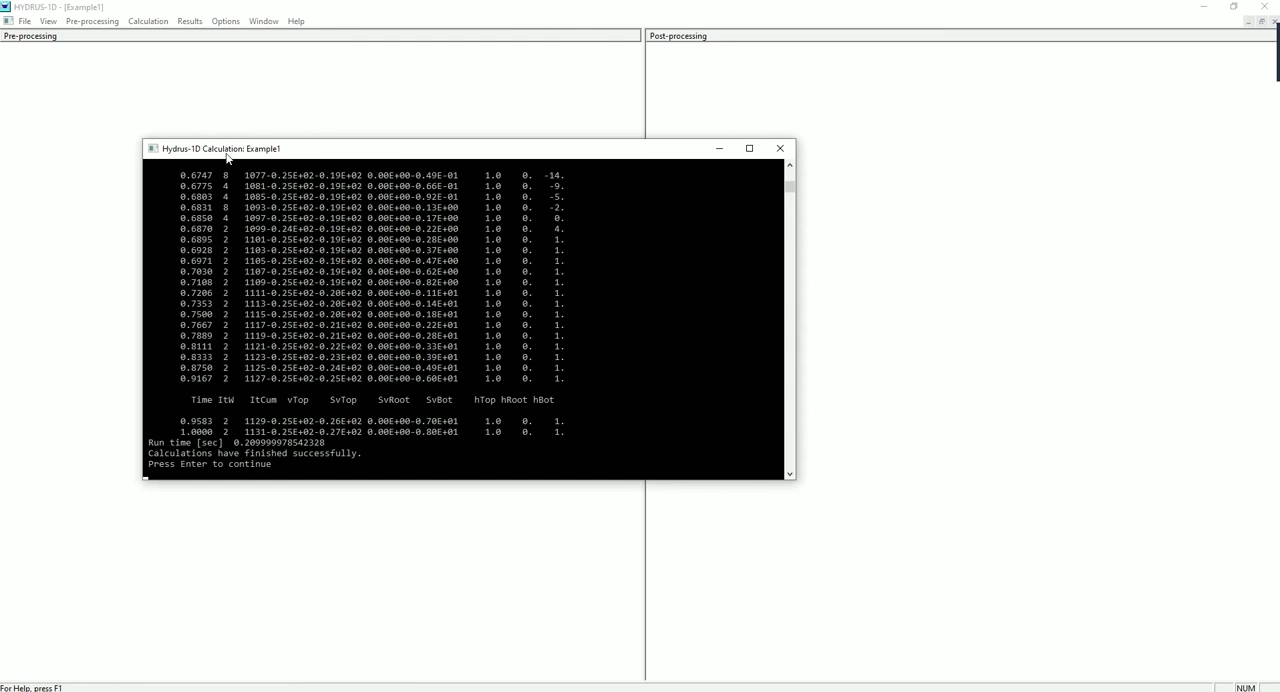 HYDRUS-1D - [Example1]
File View Pre-processing Calculation Results Options Window Help
Pre-processing
Post-processing
Hydrus-1D Calculation: Example1
0.6747 8 1077-0.25E+02-0.19E+02 0.00E+00-0.49E-01 1.0 0. -14.
0.6775 4 1081-0.25E+02-0.19E+02 0.00E+00-0.66E-01 1.0 0. -9.
0.6803 4 1085-0.25E+02-0.19E+02 0.00E+00-0.92E-01 1.0 0. -5.
0.6831 8 1093-0.25E+02-0.19E+02 0.00E+00-0.13E+00 1.0 0. -2.
0.6850 4 1097-0.25E+02-0.19E+02 0.00E+00-0.17E+00 1.0 0. 0.
0.6870 2 1099-0.24E+02-0.19E+02 0.00E+00-0.22E+00 1.0 0. 4.
0.6895 2 1101-0.25E+02-0.19E+02 0.00E+00-0.28E+00 1.0 0. 1.
0.6928 2 1103-0.25E+02-0.19E+02 0.00E+00-0.37E+00 1.0 0. 1.
0.6971 2 1105-0.25E+02-0.19E+02 0.00E+00-0.47E+00 1.0 0. 1.
0.7030 2 1107-0.25E+02-0.19E+02 0.00E+00-0.62E+00 1.0 0. 1.
0.7108 2 1109-0.25E+02-0.19E+02 0.00E+00-0.82E+00 1.0 0. 1.
0.7206 2 1111-0.25E+02-0.20E+02 0.00E+00-0.11E+01 1.0 0. 1.
0.7353 2 1113-0.25E+02-0.20E+02 0.00E+00-0.14E+01 1.0 0. 1.
0.7500 2 1115-0.25E+02-0.20E+02 0.00E+00-0.18E+01 1.0 0. 1.
0.7667 2 1117-0.25E+02-0.21E+02 0.00E+00-0.22E+01 1.0 0. 1.
0.7889 2 1119-0.25E+02-0.21E+02 0.00E+00-0.28E+01 1.0 0. 1.
0.8111 2 1121-0.25E+02-0.22E+02 0.00E+00-0.33E+01 1.0 0. 1.
0.8333 2 1123-0.25E+02-0.23E+02 0.00E+00-0.39E+01 1.0 0. 1.
0.8750 2 1125-0.25E+02-0.24E+02 0.00E+00-0.49E+01 1.0 0. 1.
0.9167 2 1127-0.25E+02-0.25E+02 0.00E+00-0.60E+01 1.0 0. 1.
Time ItW ItCum vTop SvTop SvRoot SvBot hTop hRoot hBot
0.9583 2 1129-0.25E+02-0.26E+02 0.00E+00-0.70E+01 1.0 0. 1.
1.0000 2 1131-0.25E+02-0.27E+02 0.00E+00-0.80E+01 1.0 0. 1.
Run time [sec] 0.209999978542328
Calculations have finished successfully.
Press Enter to continue
For Help, press F1
NUM